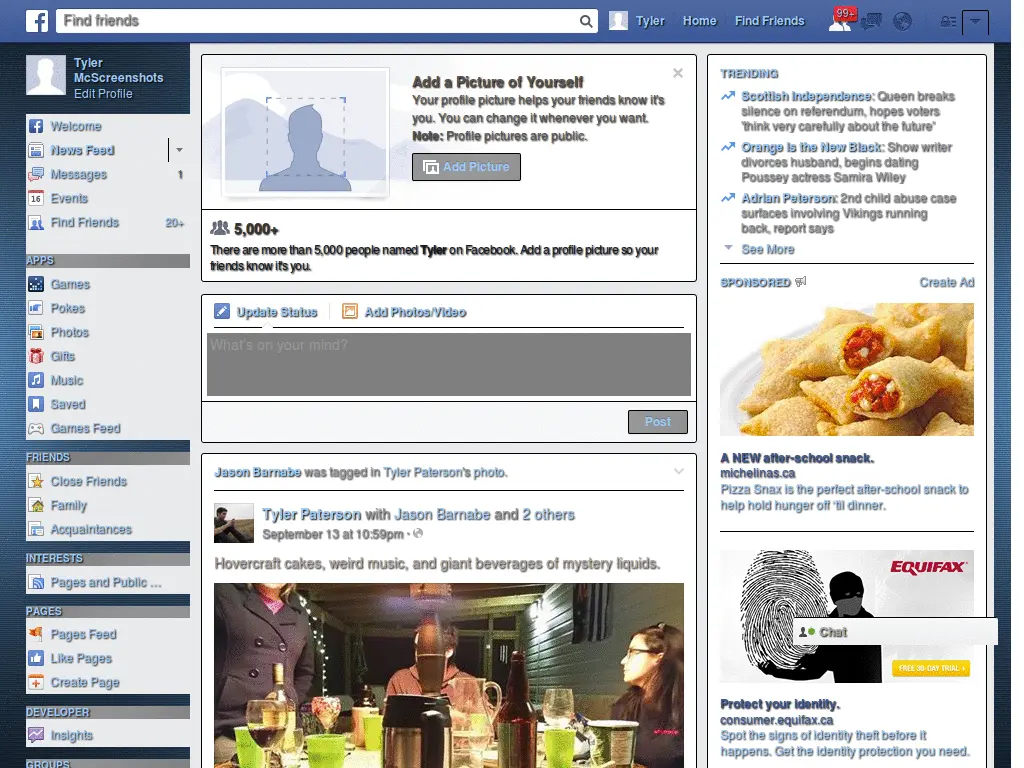 Find friends
Tyler
Home
Find Friends
99+
Tyler
McScreenshots
Edit Profile
Welcome
News Feed
Messages 1
16 Events
Find Friends 20+
APPS
Games
Pokes
Photos
Gifts
Music
Saved
Games Feed
FRIENDS
Close Friends
Family
Acquaintances
INTERESTS
Pages and Public ...
PAGES
Pages Feed
Like Pages
Create Page
DEVELOPER
Insights
GROUPS
Add a Picture of Yourself
Your profile picture helps your friends know it's
you. You can change it whenever you want.
Note: Profile pictures are public.
Add Picture
5,000+
There are more than 5,000 people named Tyler on Facebook. Add a profile picture so your
friends know it's you.
Update Status
Add Photos/Video
What's on your mind?
Post
Jason Barnabe was tagged in Tyler Paterson's photo.
Tyler Paterson with Jason Barnabe and 2 others
September 13 at 10:59pm ·
Hovercraft cakes, weird music, and giant beverages of mystery liquids.
TRENDING
Scottish Independence: Queen breaks
silence on referendum, hopes voters
'think very carefully about the future'
Orange Is the New Black: Show writer
divorces husband, begins dating
Poussey actress Samira Wiley
Adrian Peterson: 2nd child abuse case
surfaces involving Vikings running
back, report says
See More
SPONSORED
Create Ad
A NEW after-school snack.
michelinas.ca
Pizza Snax is the perfect after-school snack to
help hold hunger off 'til dinner.
EQUIFAX
Chat
FREE 30-DAY TRIAL
Protect your identity.
consumer.equifax.ca
Spot the signs of identity theft before it
happens. Get the identity protection you need.